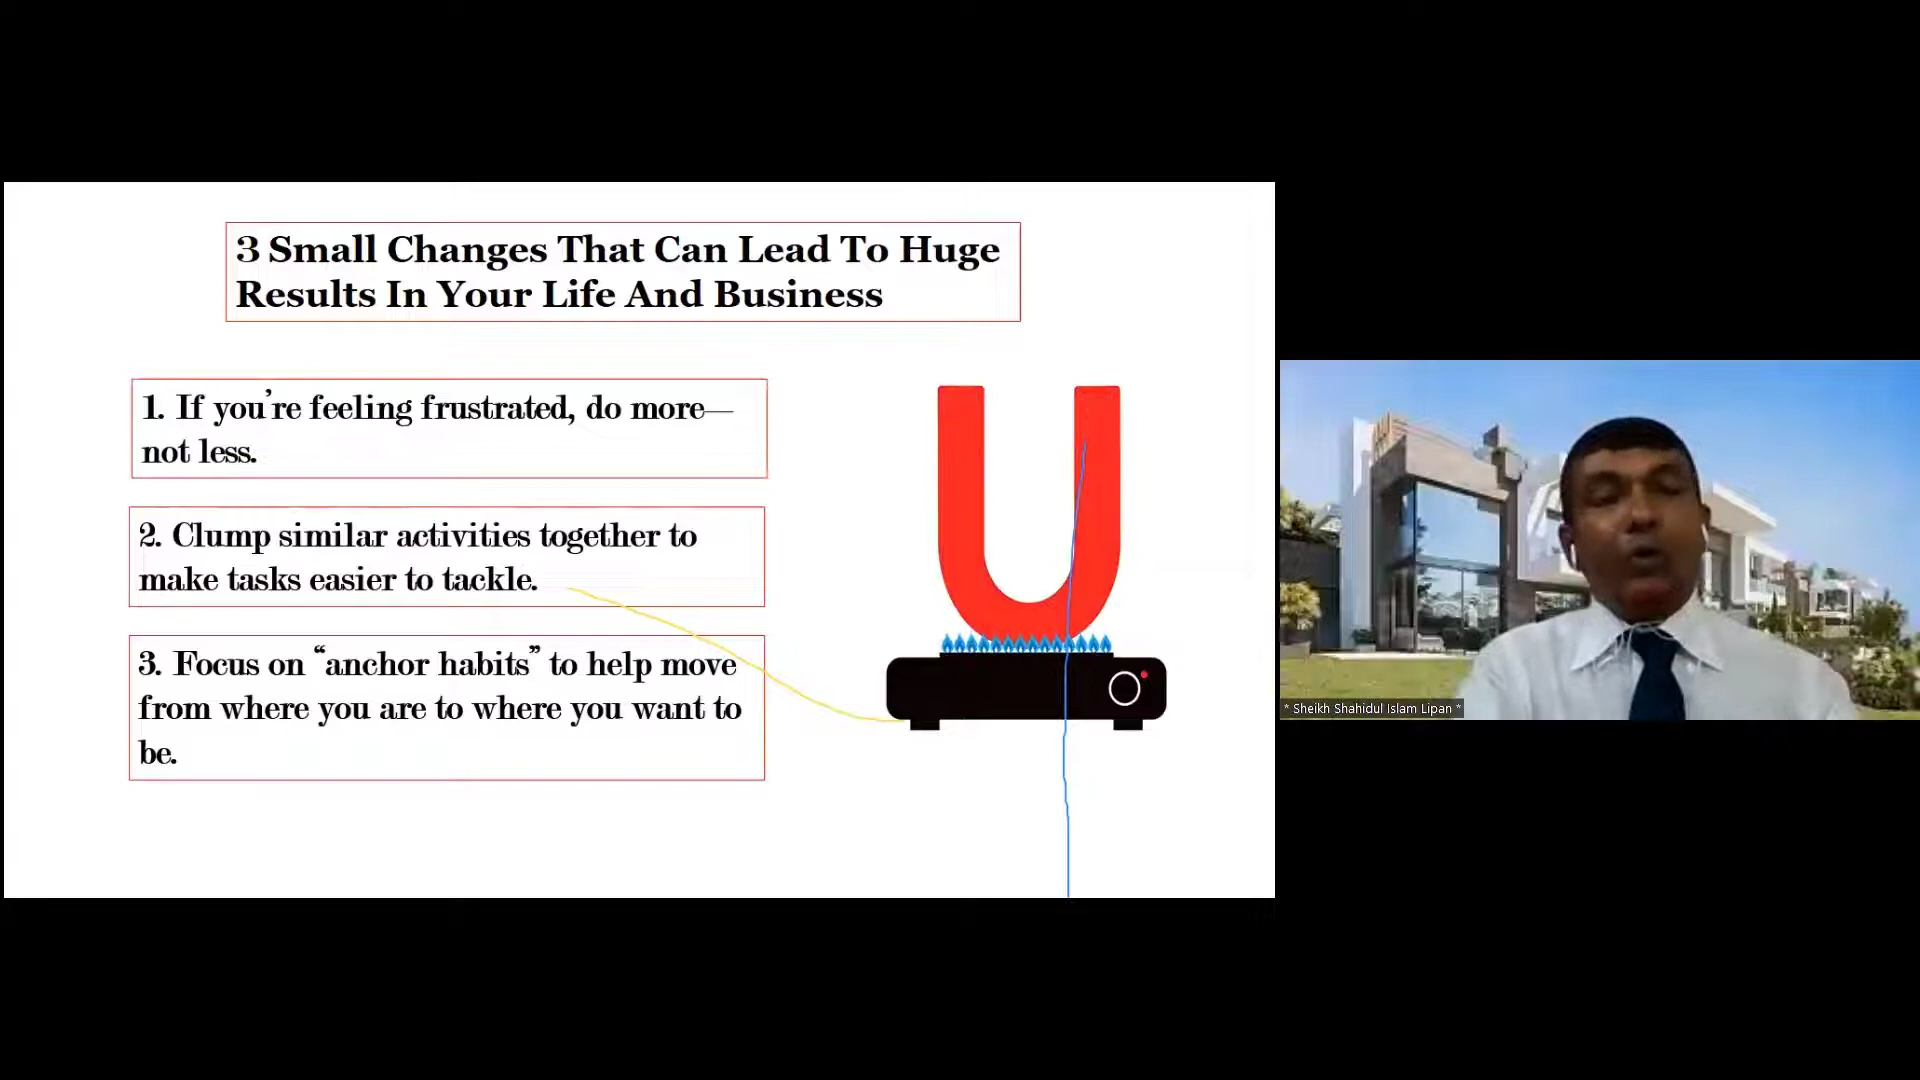 3 Small Changes That Can Lead To Huge
Results In Your Life And Business
1. If you’re feeling frustrated, do more—
not less.
2. Clump similar activities together to
make tasks easier to tackle.
3. Focus on “anchor habits” to help move
from where you are to where you want to
be.
* Sheikh Shahidul Islam Lipan *